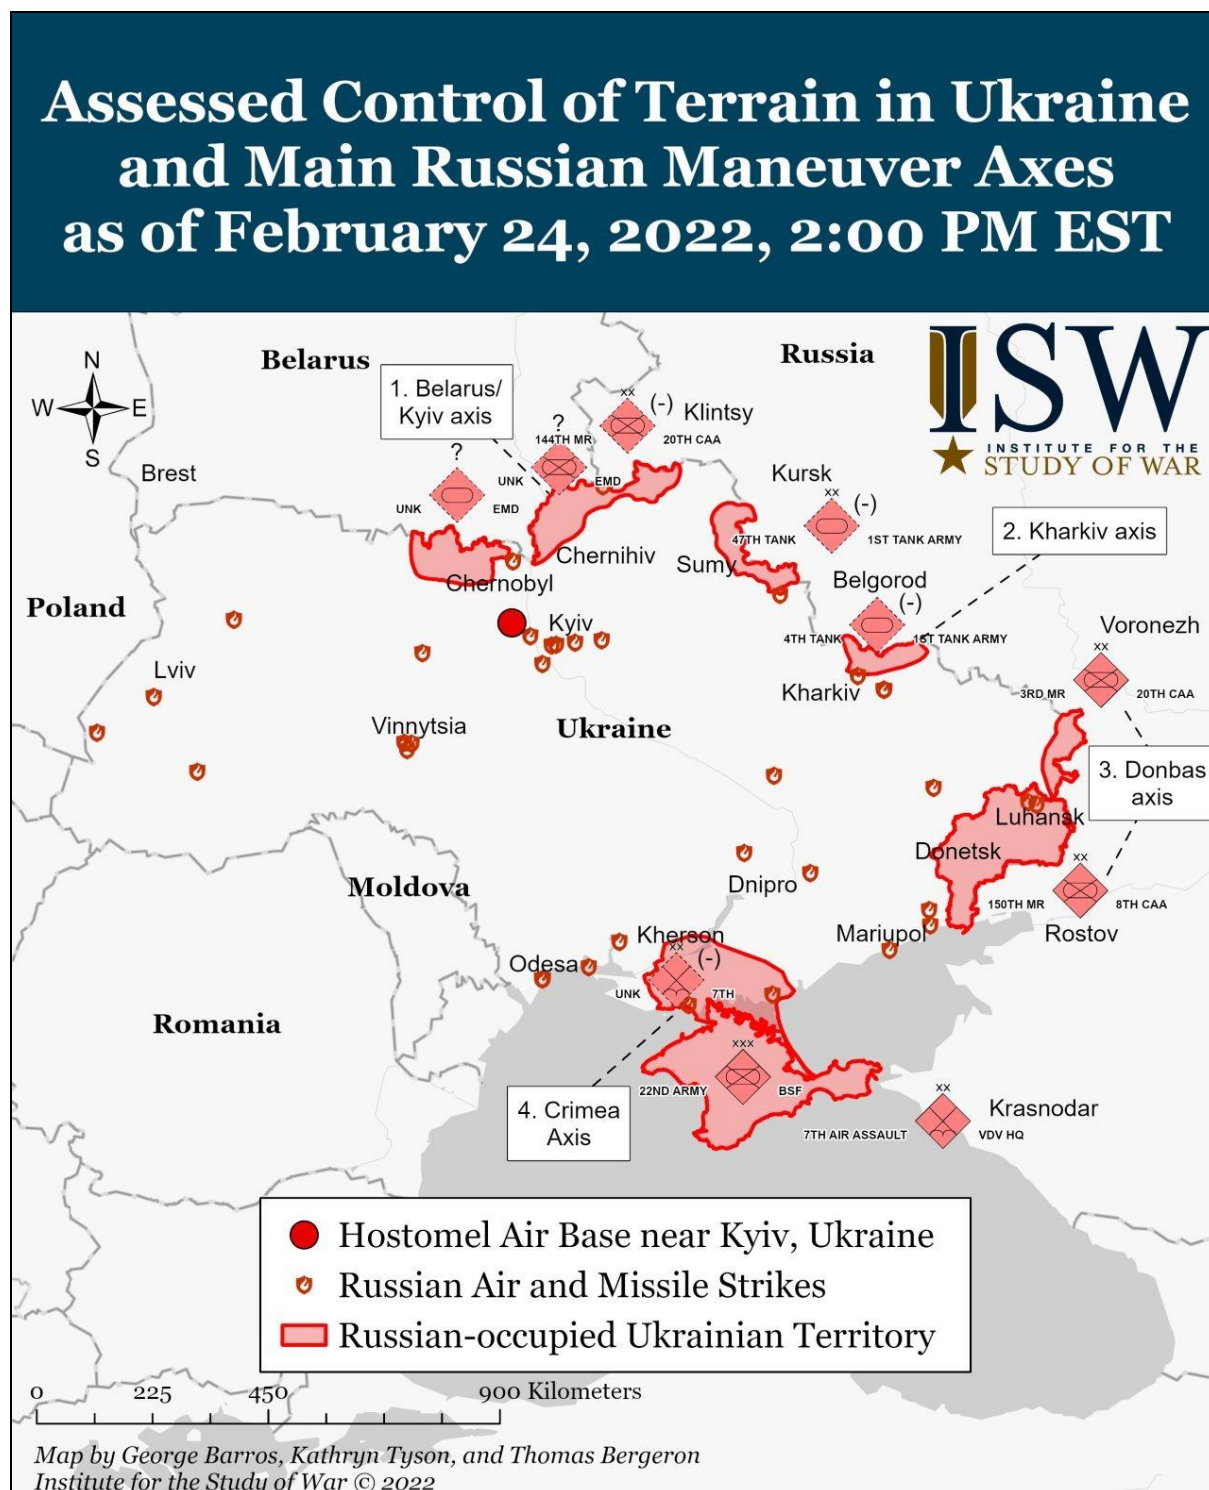 Assessed Control of Terrain in Ukraine
and Main Russian Maneuver Axes
as of February 24, 2022, 2:00 PM EST
ISW
INSTITUTE FOR THE
STUDY OF WAR
N
W
E
S
Belarus
Russia
1. Belarus/
Kyiv axis
xx
(-)
Klintsy
?
144TH MR
20TH CAA
Brest
?
UNK
EMD
Kursk
xx
(-)
UNK
EMD
47TH TANK
1ST TANK ARMY
2. Kharkiv axis
Chernihiv
Sumy
Chernobyl
Belgorod
(-)
Poland
Kyiv
4TH TANK
1ST TANK ARMY
Voronezh
xx
Lviv
Kharkiv
3RD MR
20TH CAA
Vinnytsia
Ukraine
3. Donbas
axis
Luhansk
Donetsk
xx
Moldova
Dnipro
150TH MR
8TH CAA
Kherson
Mariupol
Rostov
xx
(-)
Odesa
UNK
7TH
Romania
xxx
22ND ARMY
BSF
4. Crimea
Axis
xx
Krasnodar
7TH AIR ASSAULT
VDV HQ
Hostomel Air Base near Kyiv, Ukraine
Russian Air and Missile Strikes
Russian-occupied Ukrainian Territory
0 225 450 900 Kilometers
Map by George Barros, Kathryn Tyson, and Thomas Bergeron
Institute for the Study of War © 2022